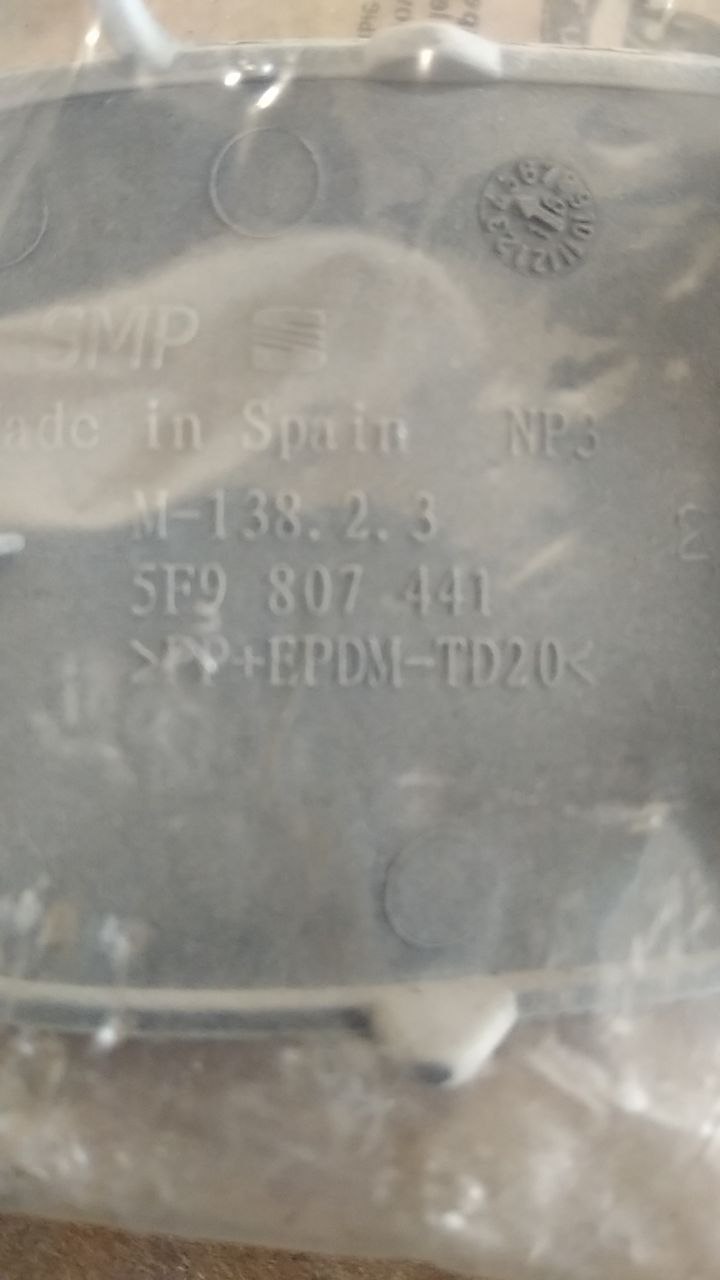 SMP
ade in Spain NP3
M-138.2.3
5F9 807 441
>PP+EPDM-TD20<